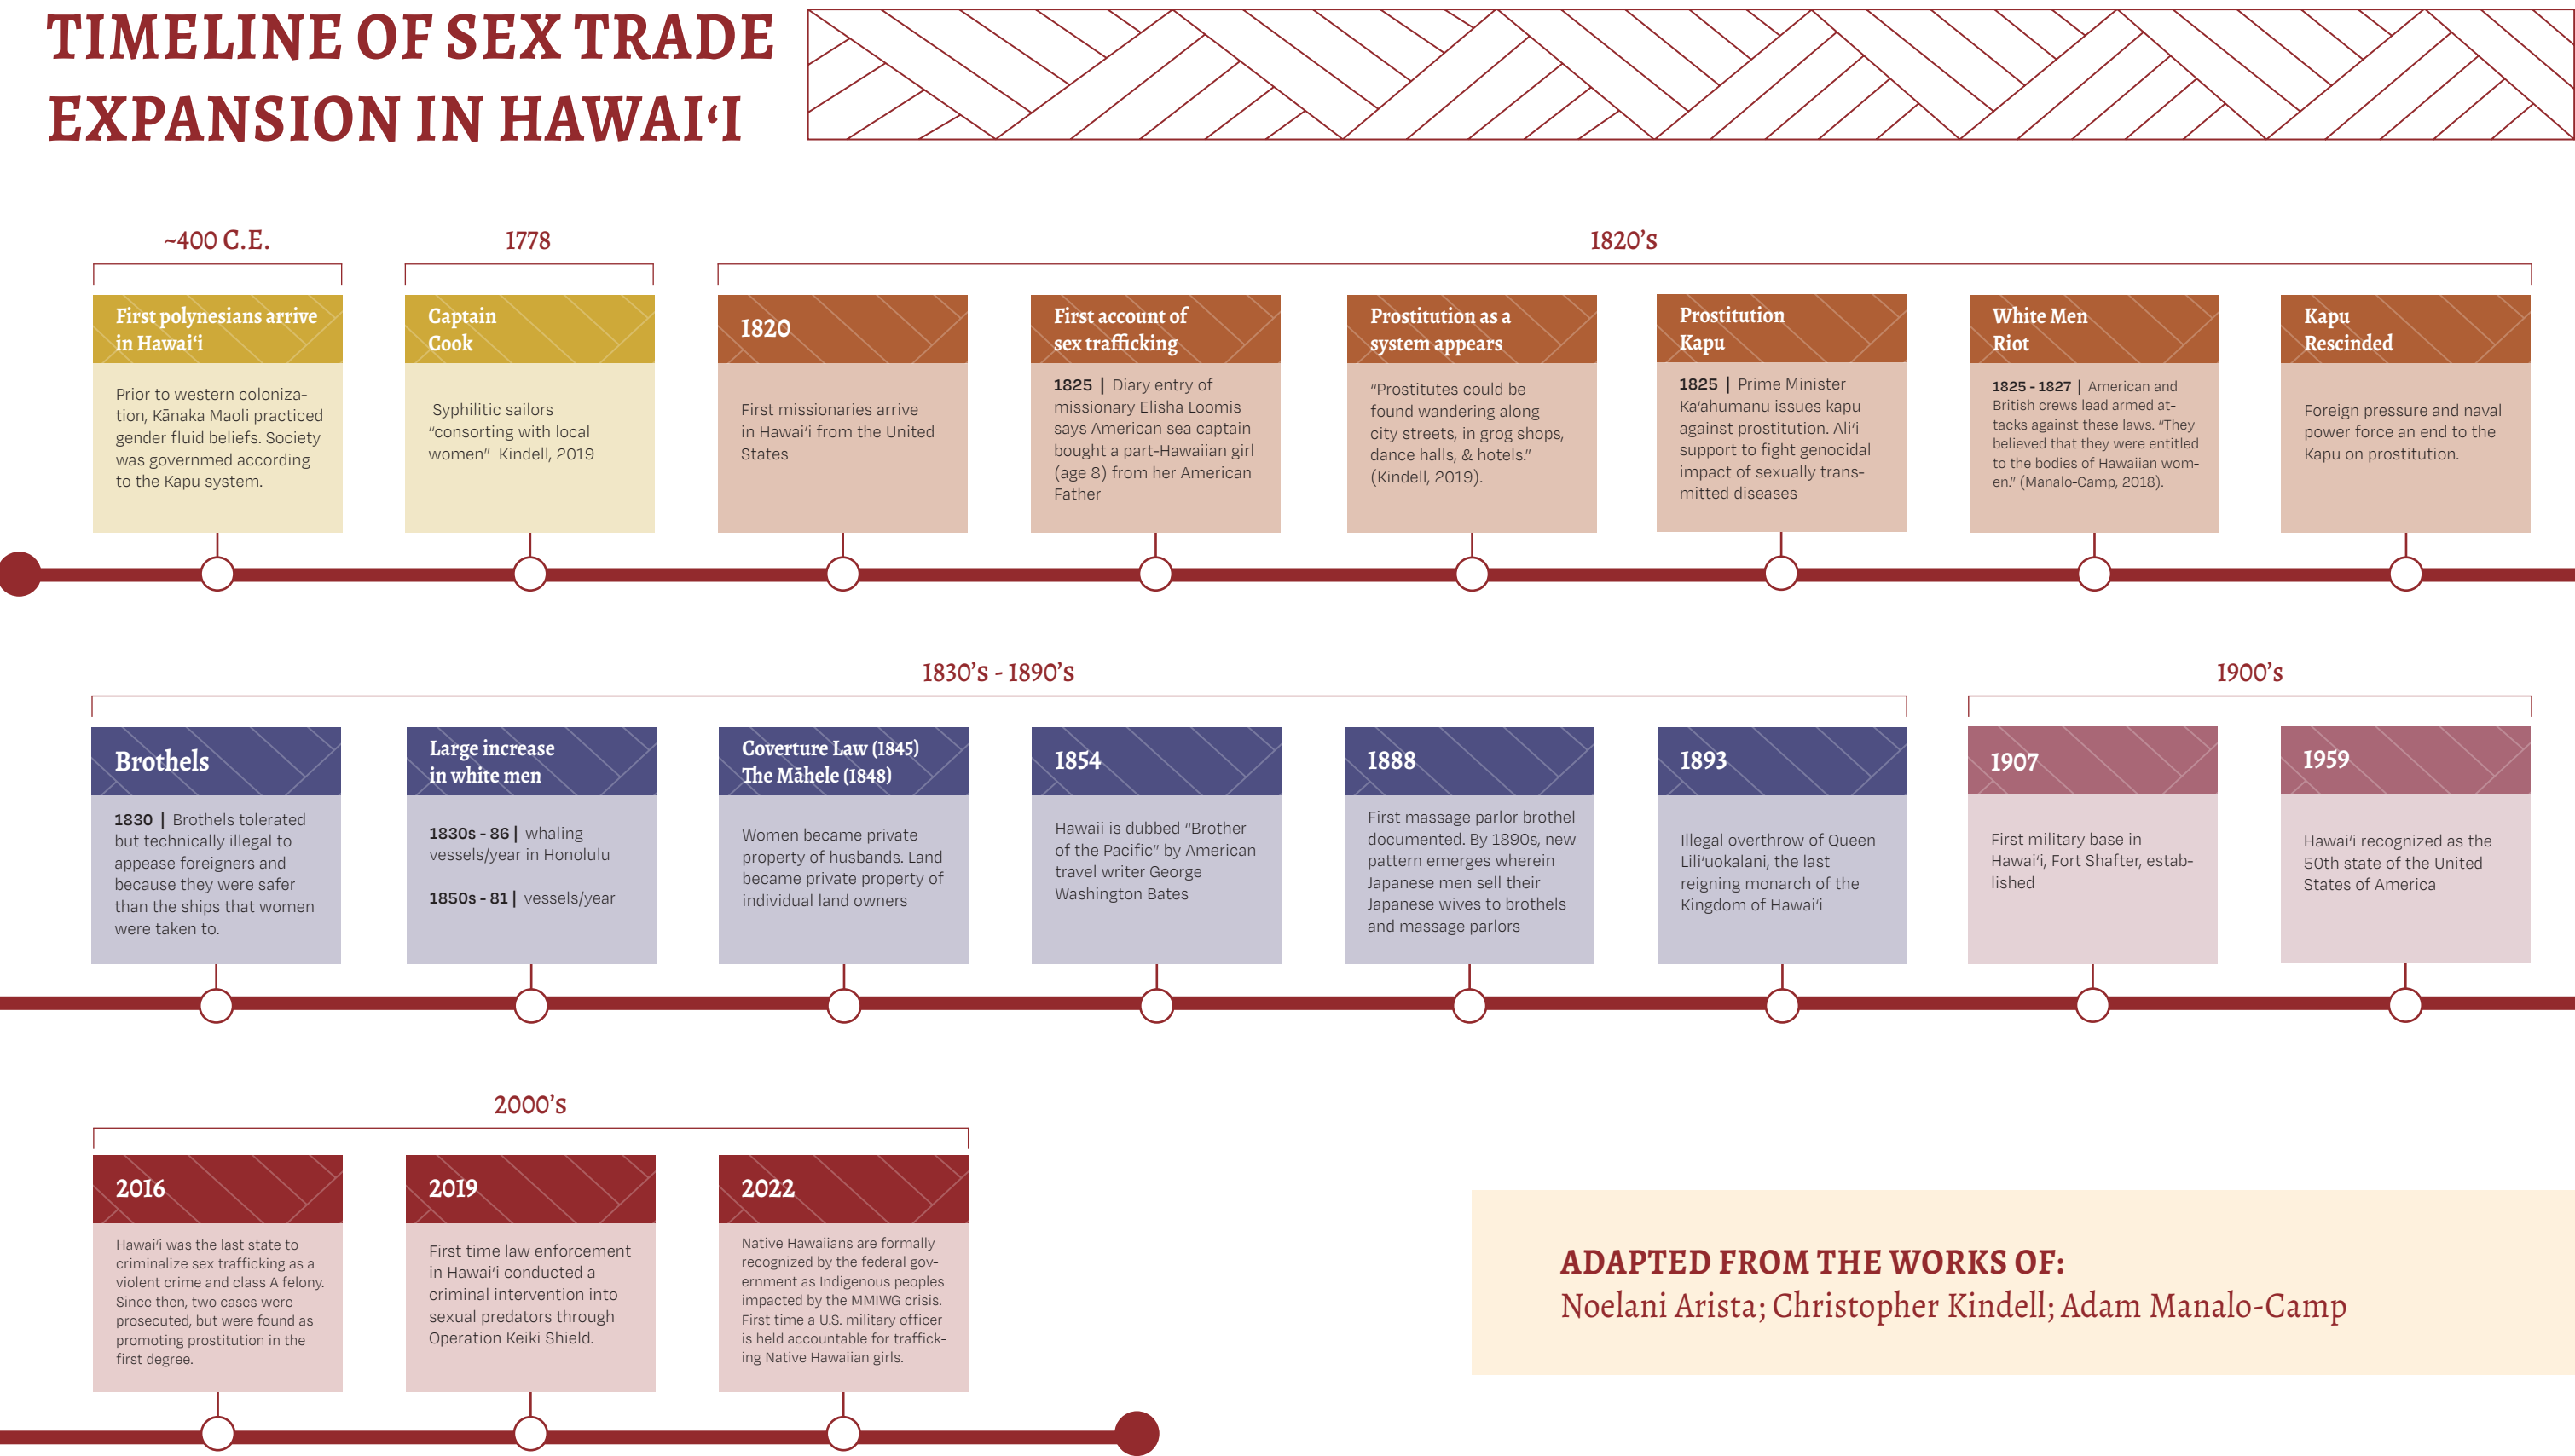 TIMELINE OF SEX TRADE
EXPANSION IN HAWAIʻI
~400 C.E.
First polynesians arrive
in Hawaiʻi
Prior to western coloniza-
tion, Kānaka Maoli practiced
gender fluid beliefs. Society
was governmed according
to the Kapu system.
1778
Captain
Cook
Syphilitic sailors
“consorting with local
women” Kindell, 2019
1820’s
1820
First missionaries arrive
in Hawaiʻi from the United
States
First account of
sex trafficking
1825 | Diary entry of
missionary Elisha Loomis
says American sea captain
bought a part-Hawaiian girl
(age 8) from her American
Father
Prostitution as a
system appears
“Prostitutes could be
found wandering along
city streets, in grog shops,
dance halls, & hotels.”
(Kindell, 2019).
Prostitution
Kapu
1825 | Prime Minister
Kaʻahumanu issues kapu
against prostitution. Aliʻi
support to fight genocidal
impact of sexually trans-
mitted diseases
White Men
Riot
1825 - 1827 | American and
British crews lead armed at-
tacks against these laws. “They
believed that they were entitled
to the bodies of Hawaiian wom-
en.” (Manalo-Camp, 2018).
Kapu
Rescinded
Foreign pressure and naval
power force an end to the
Kapu on prostitution.
1830’s - 1890’s
Brothels
1830 | Brothels tolerated
but technically illegal to
appease foreigners and
because they were safer
than the ships that women
were taken to.
Large increase
in white men
1830s - 86 | whaling
vessels/year in Honolulu
1850s - 81 | vessels/year
Coverture Law (1845)
The Māhele (1848)
Women became private
property of husbands. Land
became private property of
individual land owners
1854
Hawaii is dubbed “Brother
of the Pacific” by American
travel writer George
Washington Bates
1888
First massage parlor brothel
documented. By 1890s, new
pattern emerges wherein
Japanese men sell their
Japanese wives to brothels
and massage parlors
1893
Illegal overthrow of Queen
Liliʻuokalani, the last
reigning monarch of the
Kingdom of Hawaiʻi
1900’s
1907
First military base in
Hawaiʻi, Fort Shafter, estab-
lished
1959
Hawaiʻi recognized as the
50th state of the United
States of America
2000’s
2016
Hawaiʻi was the last state to
criminalize sex trafficking as a
violent crime and class A felony.
Since then, two cases were
prosecuted, but were found as
promoting prostitution in the
first degree.
2019
First time law enforcement
in Hawaiʻi conducted a
criminal intervention into
sexual predators through
Operation Keiki Shield.
2022
Native Hawaiians are formally
recognized by the federal gov-
ernment as Indigenous peoples
impacted by the MMIWG crisis.
First time a U.S. military officer
is held accountable for traffick-
ing Native Hawaiian girls.
ADAPTED FROM THE WORKS OF:
Noelani Arista; Christopher Kindell; Adam Manalo-Camp